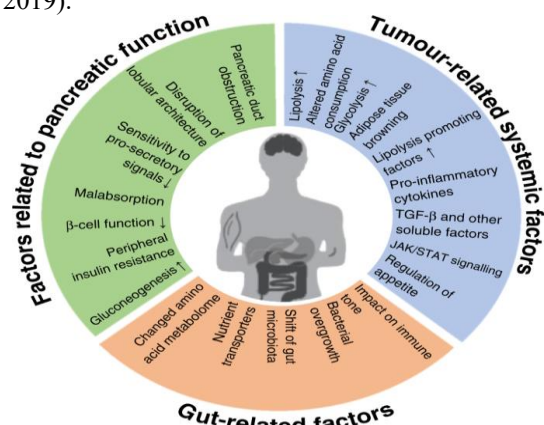 2019).
Factors related to pancreatic function
Pancreatic duct
obstruction
Disruption of
lobular architecture
Sensitivity to
pro-secretory
signals ↓
Malabsorption
β-cell function ↓
Peripheral
insulin resistance
Gluconeogenesis ↑
Tumour-related systemic factors
Lipolysis ↑
Altered amino acid
consumption
Glycolysis ↑
Adipose tissue
browning
Lipolysis promoting
factors ↑
Pro-inflammatory
cytokines
TGF-β and other
soluble factors
JAK/STAT signalling
Regulation of
appetite
Gut-related factors
Changed amino
acid metabolome
Nutrient
transporters
Shift of gut
microbiota
Bacterial
overgrowth
Impact on immune
tone